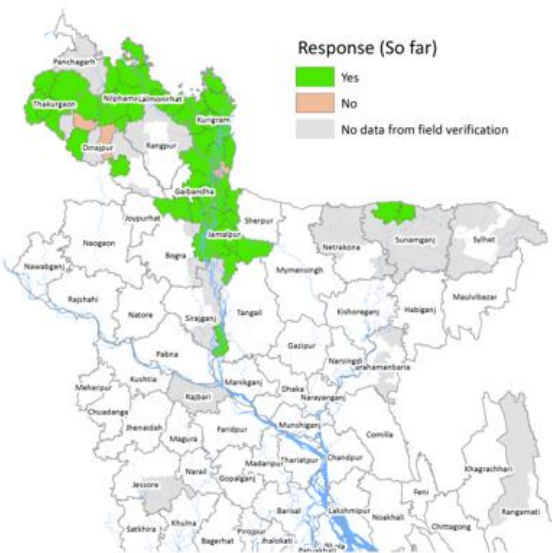 Response (So far)
Yes
No
No data from field verification
Panchagarh
Thakurgaon
Nilphamari
Lalmonirhat
Kurigram
Dinajpur
Rangpur
Gaibandha
Joypurhat
Jamalpur
Sherpur
Netrakona
Sunamganj
Sylhet
Naogaon
Bogra
Mymensingh
Nawabganj
Rajshahi
Natore
Sirajganj
Tangail
Kishoreganj
Habiganj
Maulvibazar
Pabna
Gazipur
Narsingdi
arahamanbaria
Meherpur
Kushtia
Manikganj
Dhaka
Narayanganj
Chuadanga
Rajbari
Jhenaidah
Magura
Faridpur
Munshiganj
Comilla
Khagrachhari
Narail
Madaripur
hariatpur
Chandpur
Jessore
Gopalganj
Feni
Rangamati
Satkhira
Khulna
Barisal
Lakshmipur
Noakhali
Chittagong
Bagerhat
Pirojpur
Jhalokati